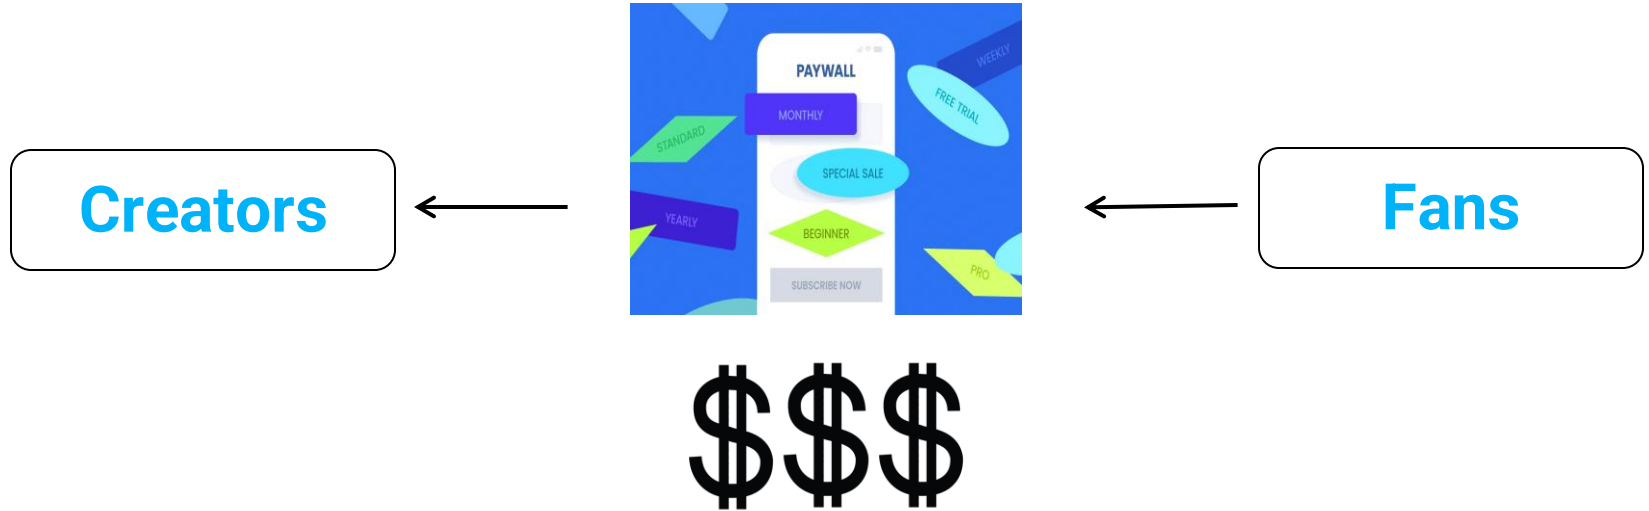 Creators
PAYWALL
MONTHLY
STANDARD
SPECIAL SALE
YEARLY
BEGINNER
SUBSCRIBE NOW
WEEKLY
FREE TRIAL
PRO
Fans
$$$